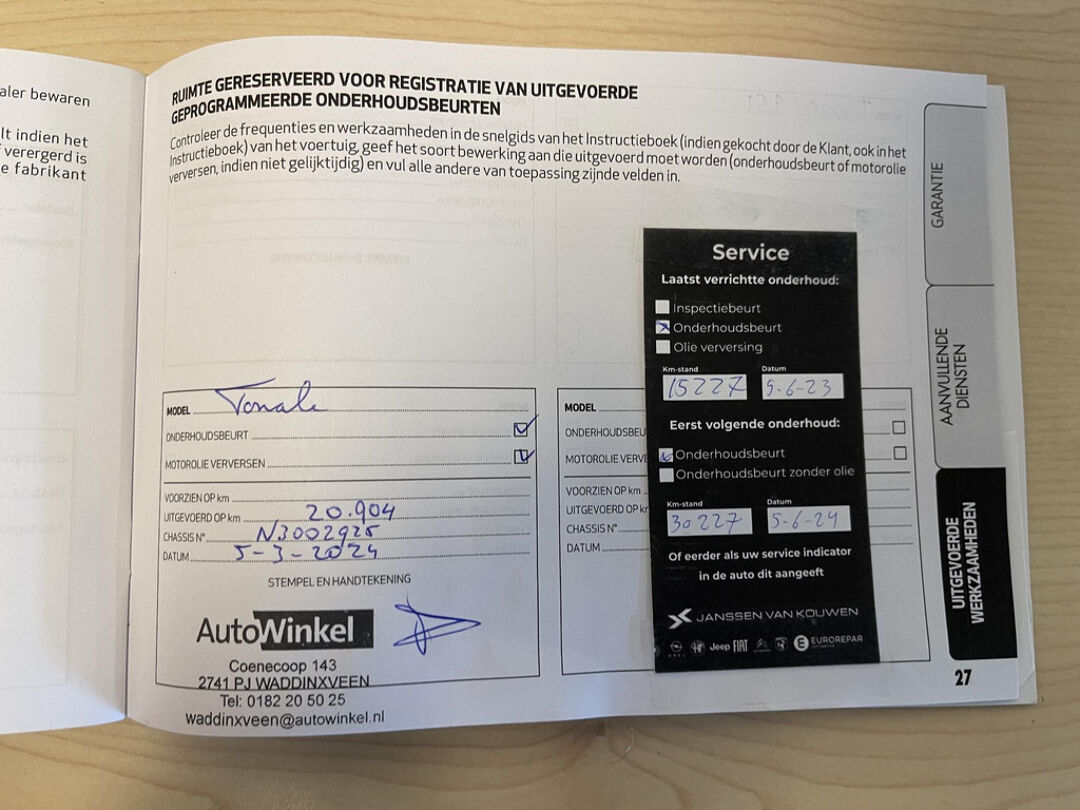 aler bewaren
lt indien het
verergerd is
e fabrikant
RUIMTE GERESERVEERD VOOR REGISTRATIE VAN UITGEVOERDE
GEPROGRAMMEERDE ONDERHOUDSBEURTEN
Controleer de frequenties en werkzaamheden in de snelgids van het Instructieboek (indien gekocht door de Klant, ook in het
Instructieboek) van het voertuig, geef het soort bewerking aan die uitgevoerd moet worden (onderhoudsbeurt of motorolie
verversen, indien niet gelijktijdig) en vul alle andere van toepassing zijnde velden in.
MODEL Tonale
ONDERHOUDSBEURT
MOTOROLIE VERVERSEN
VOORZIEN OP km
UITGEVOERD OP km 20.904
CHASSIS N° N3002925
DATUM 5-3-2024
STEMPEL EN HANDTEKENING
AutoWinkel
Coenecoop 143
2741 PJ WADDINXVEEN
Tel: 0182 20 50 25
waddinxveen@autowinkel.nl
MODEL
ONDERHOUDSBEU
MOTOROLIE VERVE
VOORZIEN OP km
UITGEVOERD OP km
CHASSIS N°
DATUM
Service
Laatst verrichtte onderhoud:
Inspectiebeurt
Onderhoudsbeurt
Olie verversing
Km-stand Datum
15227 5-6-23
Eerst volgende onderhoud:
Onderhoudsbeurt
Onderhoudsbeurt zonder olie
Km-stand Datum
30227 5-6-24
Of eerder als uw service indicator
in de auto dit aangeeft
JANSSEN VAN KOUWEN
OPEL Jeep FIAT EUROREPAR
GARANTIE
AANVULLENDE
DIENSTEN
UITGEVOERDE
WERKZAAMHEDEN
27